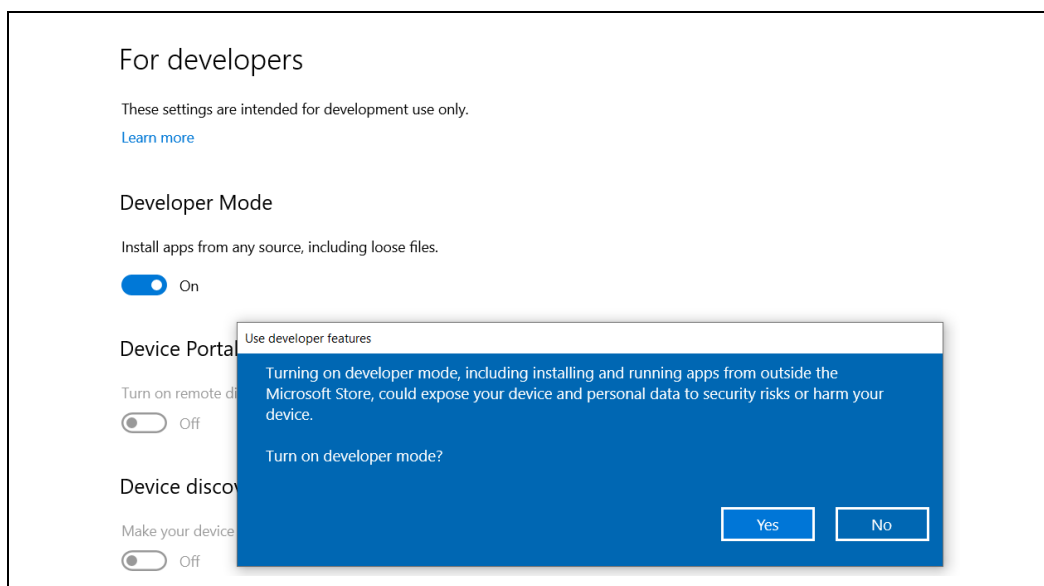 For developers
These settings are intended for development use only.
Learn more
Developer Mode
Install apps from any source, including loose files.
On
Use developer features
Device Portal
Turning on developer mode, including installing and running apps from outside the
Microsoft Store, could expose your device and personal data to security risks or harm your
device.
Turn on remote di
Off
Turn on developer mode?
Device discov
Yes
No
Make your device
Off